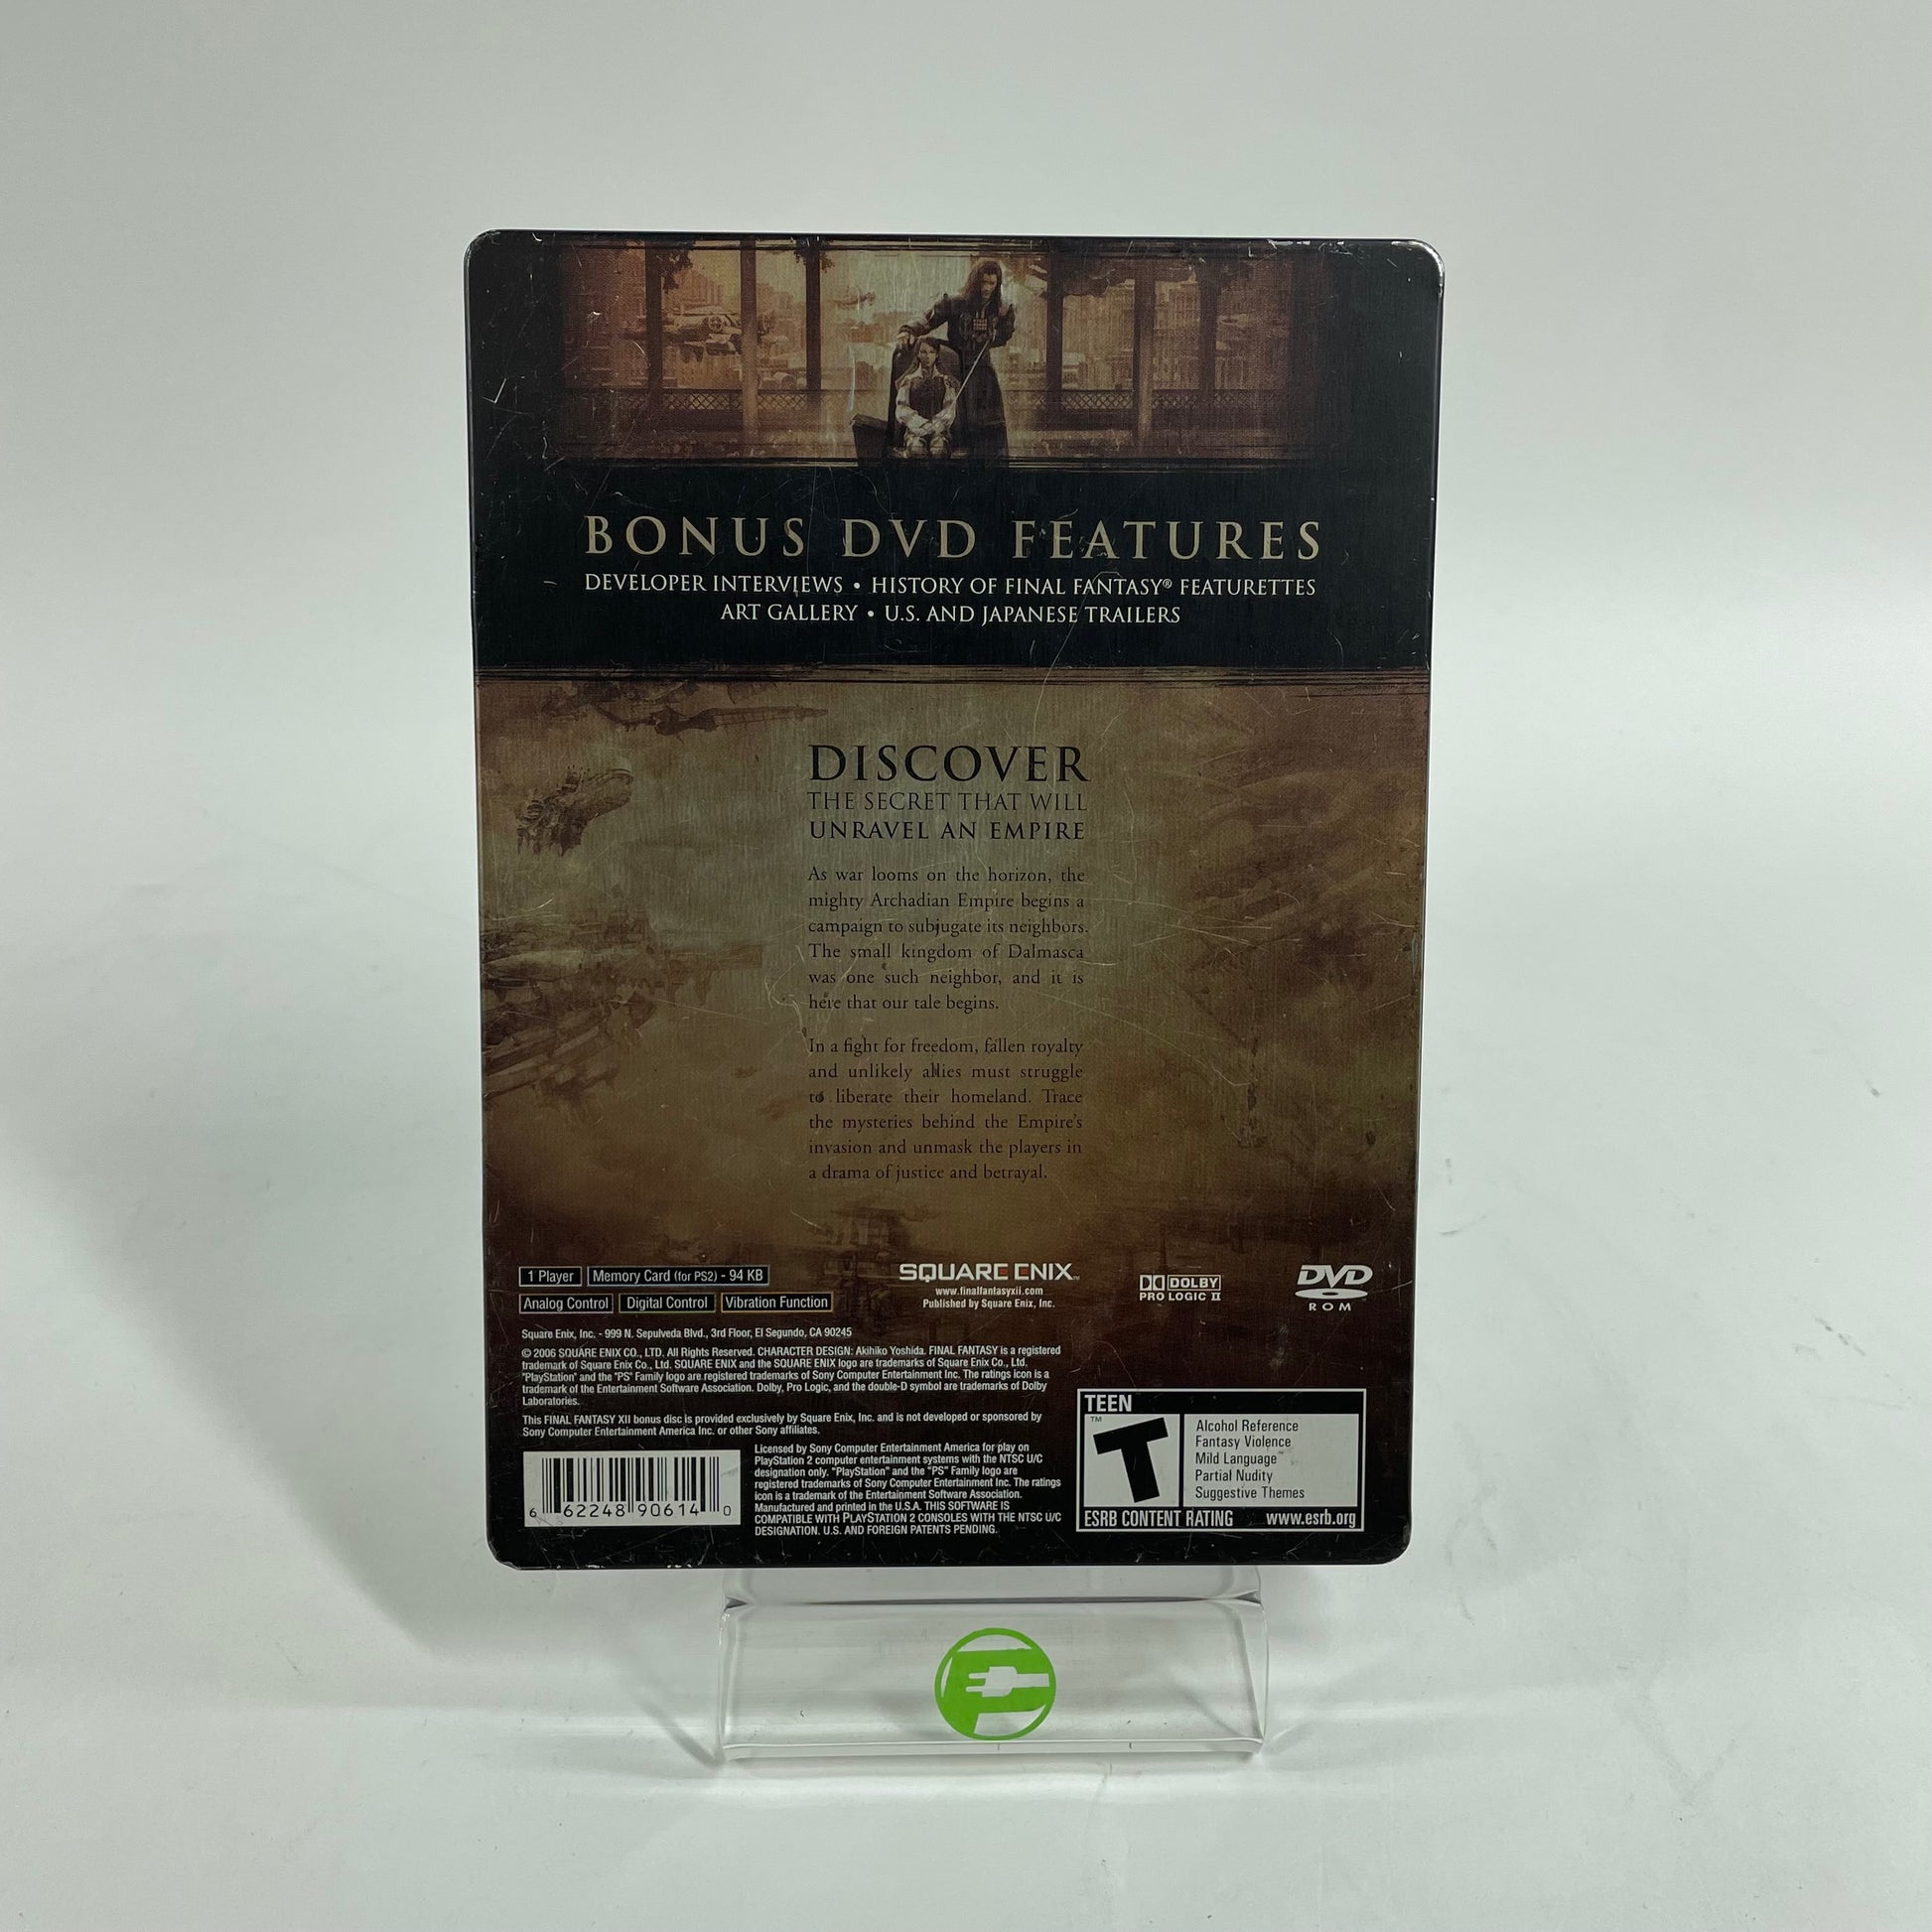 BONUS DVD FEATURES
DEVELOPER INTERVIEWS • HISTORY OF FINAL FANTASY® FEATURETTES
ART GALLERY • U.S. AND JAPANESE TRAILERS
DISCOVER
THE SECRET THAT WILL
UNRAVEL AN EMPIRE
As war looms on the horizon, the
mighty Archadian Empire begins a
campaign to subjugate its neighbors.
The small kingdom of Dalmasca
was one such neighbor, and it is
here that our tale begins.
In a fight for freedom, fallen royalty
and unlikely allies must struggle
to liberate their homeland. Trace
the mysteries behind the Empire's
invasion and unmask the players in
a drama of justice and betrayal.
1 Player Memory Card (for PS2) - 94 KB
Analog Control Digital Control Vibration Function
SQUARE ENIX™
www.finalfantasyxii.com
Published by Square Enix, Inc.
DOLBY
PRO LOGIC II
DVD
ROM
Square Enix, Inc. - 999 N. Sepulveda Blvd., 3rd Floor, El Segundo, CA 90245
© 2006 SQUARE ENIX CO., LTD. All Rights Reserved. CHARACTER DESIGN: Akihiko Yoshida. FINAL FANTASY is a registered
trademark of Square Enix Co., Ltd. SQUARE ENIX and the SQUARE ENIX logo are trademarks of Square Enix Co., Ltd.
"PlayStation" and the "PS" Family logo are registered trademarks of Sony Computer Entertainment Inc. The ratings icon is a
trademark of the Entertainment Software Association. Dolby, Pro Logic, and the double-D symbol are trademarks of Dolby
Laboratories.
This FINAL FANTASY XII bonus disc is provided exclusively by Square Enix, Inc. and is not developed or sponsored by
Sony Computer Entertainment America Inc. or other Sony affiliates.
6 62248 90614 0
Licensed by Sony Computer Entertainment America for play on
PlayStation 2 computer entertainment systems with the NTSC U/C
designation only. "PlayStation" and the "PS" Family logo are
registered trademarks of Sony Computer Entertainment Inc. The ratings
icon is a trademark of the Entertainment Software Association.
Manufactured and printed in the U.S.A. THIS SOFTWARE IS
COMPATIBLE WITH PLAYSTATION 2 CONSOLES WITH THE NTSC U/C
DESIGNATION. U.S. AND FOREIGN PATENTS PENDING.
TEEN
T™
Alcohol Reference
Fantasy Violence
Mild Language
Partial Nudity
Suggestive Themes
ESRB CONTENT RATING www.esrb.org